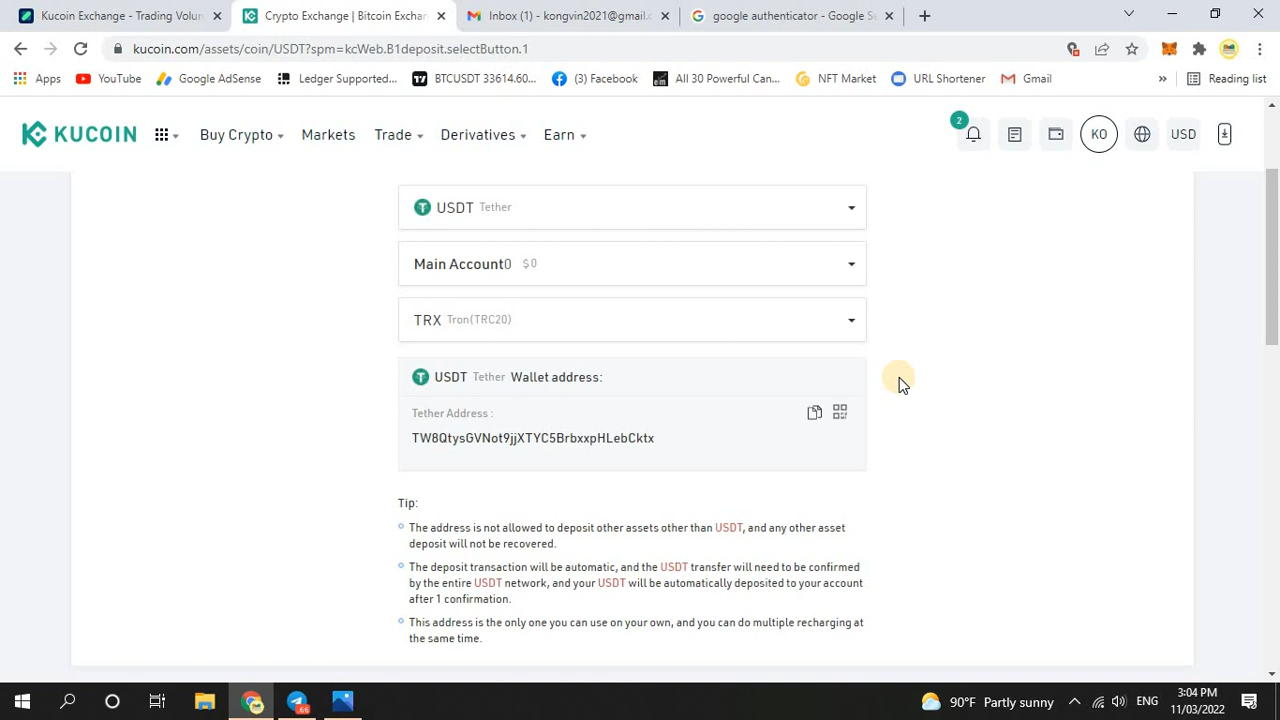 Kucoin Exchange - Trading Volun
Crypto Exchange | Bitcoin Exchan
Inbox (1) - kongvin2021@gmail.c
google authenticator - Google Se
kucoin.com/assets/coin/USDT?spm=kcWeb.B1deposit.selectButton.1
Apps
YouTube
Google AdSense
Ledger Supported...
BTCUSDT 33614.60...
(3) Facebook
All 30 Powerful Can...
NFT Market
URL Shortener
Gmail
»
Reading list
KUCOIN
Buy Crypto
Markets
Trade
Derivatives
Earn
2
KO
USD
USDT Tether
Main Account0 $0
TRX Tron(TRC20)
USDT Tether Wallet address:
Tether Address :
TW8QtysGVNot9jjXTYC5BrbxxpHLebCktx
Tip:
The address is not allowed to deposit other assets other than USDT, and any other asset
deposit will not be recovered.
The deposit transaction will be automatic, and the USDT transfer will need to be confirmed
by the entire USDT network, and your USDT will be automatically deposited to your account
after 1 confirmation.
This address is the only one you can use on your own, and you can do multiple recharging at
the same time.
66
90°F Partly sunny
ENG
3:04 PM
11/03/2022